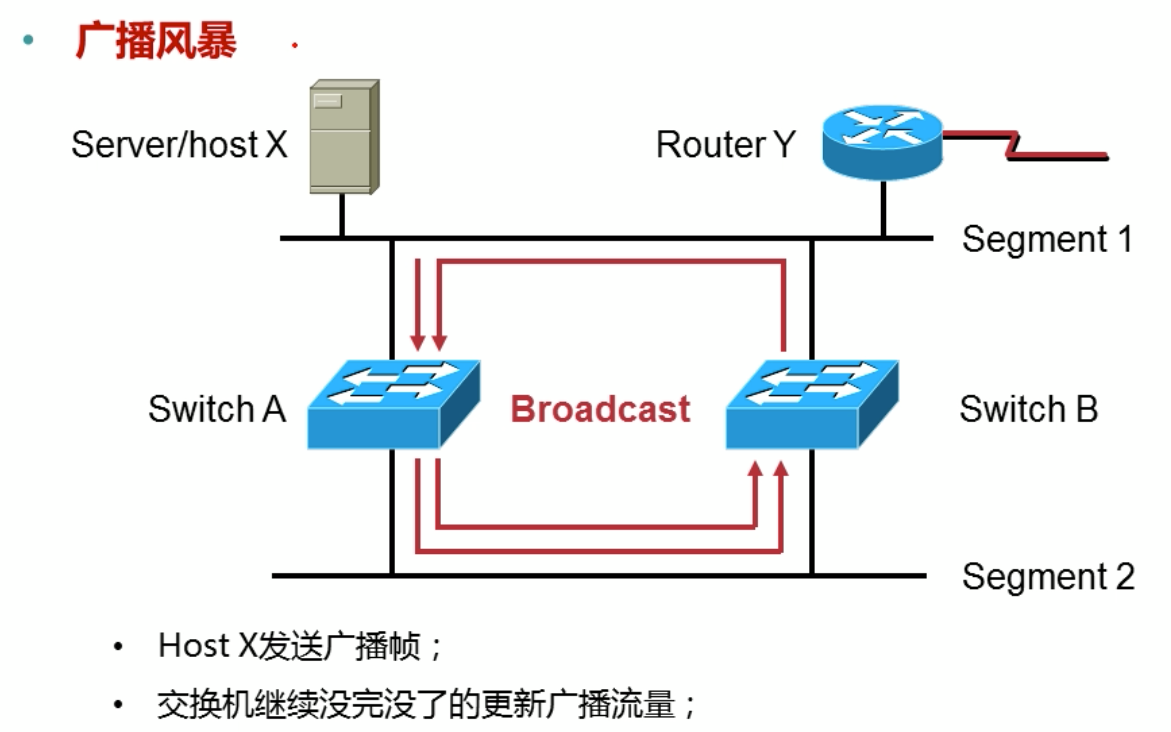 • 广播风暴
Server/host X
Router Y
Segment 1
Switch A
Broadcast
Switch B
Segment 2
• Host X发送广播帧；
• 交换机继续没完没了的更新广播流量；